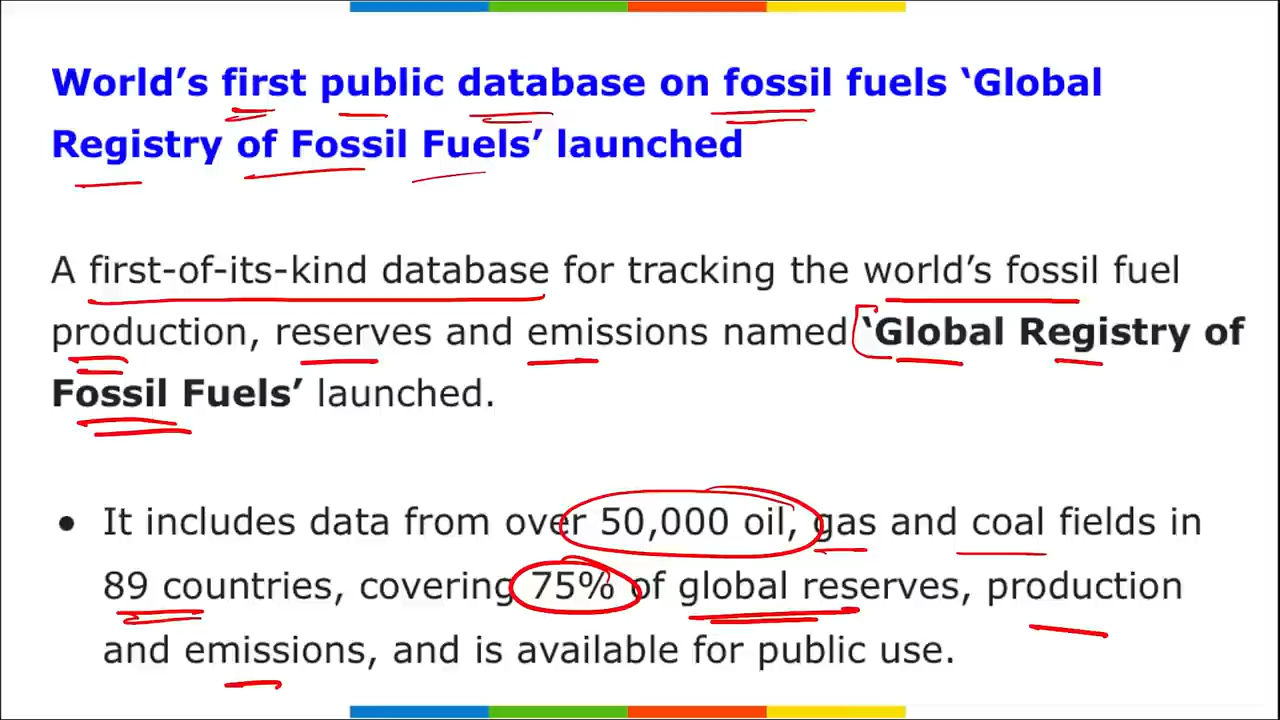 World’s first public database on fossil fuels ‘Global
Registry of Fossil Fuels’ launched
A first-of-its-kind database for tracking the world’s fossil fuel
production, reserves and emissions named ‘Global Registry of
Fossil Fuels’ launched.
• It includes data from over 50,000 oil, gas and coal fields in
89 countries, covering 75% of global reserves, production
and emissions, and is available for public use.